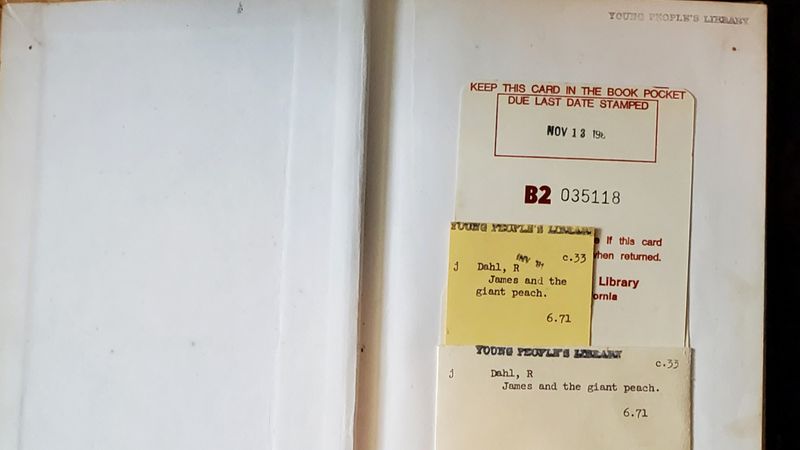 YOUNG PEOPLE'S LIBRARY
KEEP THIS CARD IN THE BOOK POCKET
DUE LAST DATE STAMPED
NOV 13
B2 035118
if this card
when returned.
Library
ornia
YOUNG PEOPLE'S LIBRARY
c.33
j Dahl, R
James and the
giant peach.
6.71
YOUNG PEOPLE'S LIBRARY
c.33
j Dahl, R
James and the giant peach.
6.71